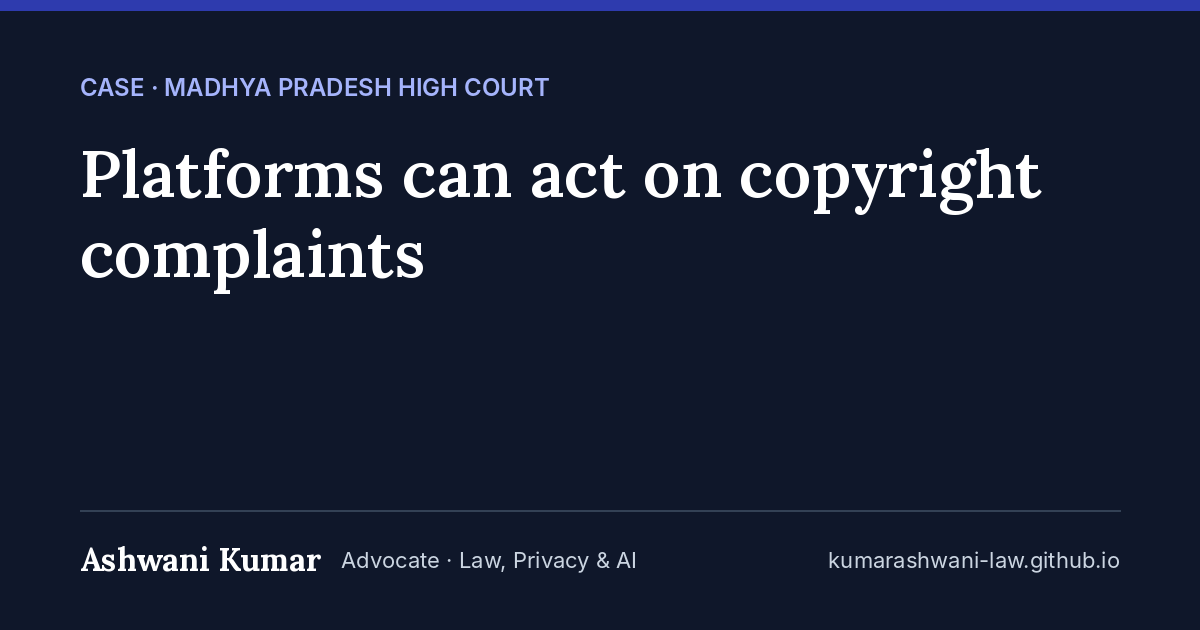 CASE · MADHYA PRADESH HIGH COURT
Platforms can act on copyright
complaints
Ashwani Kumar Advocate · Law, Privacy & AI kumarashwani-law.github.io